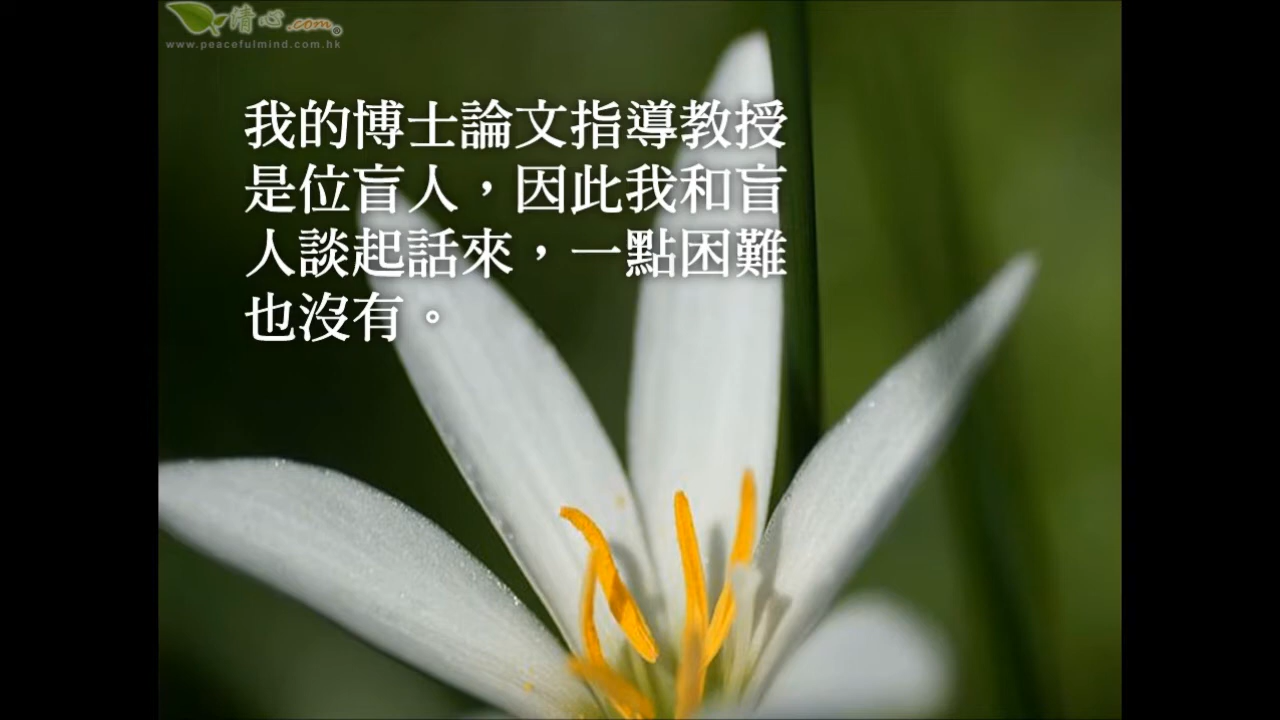 清心.com
www.peacefulmind.com.hk
我的博士論文指導教授
是位盲人，因此我和盲
人談起話來，一點困難
也沒有。